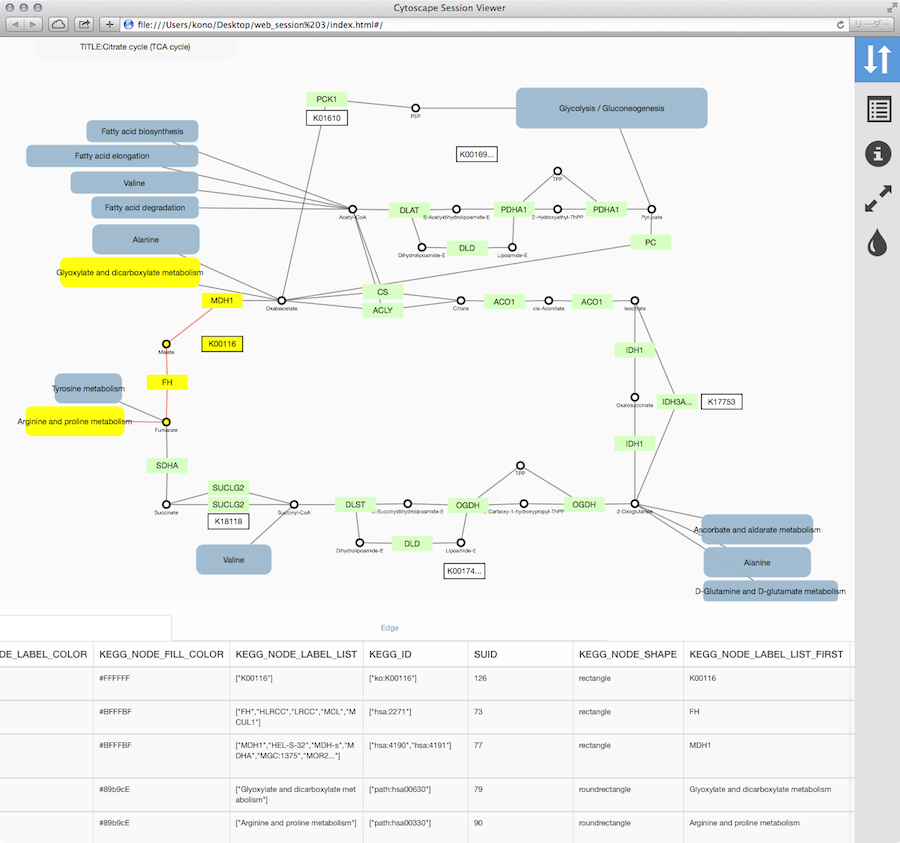 Cytoscape Session Viewer
file:///Users/kono/Desktop/web_session%203/index.html#/
リーダー
TITLE:Citrate cycle (TCA cycle)
PCK1
K01610
PEP
Glycolysis / Gluconeogenesis
Fatty acid biosynthesis
Fatty acid elongation
K00169...
Valine
TPP
Fatty acid degradation
Acetyl-CoA
DLAT
S-Acetyldihydrolipoamide-E
PDHA1
2-Hydroxyethyl-ThPP
PDHA1
Pyruvate
Alanine
Dihydrolipoamide-E
DLD
Lipoamide-E
PC
Glyoxylate and dicarboxylate metabolism
MDH1
Oxaloacetate
CS
ACLY
Citrate
ACO1
cis-Aconitate
ACO1
Isocitrate
Malate
K00116
IDH1
FH
Tyrosine metabolism
Oxalosuccinate
IDH3A...
K17753
Arginine and proline metabolism
Fumarate
IDH1
SDHA
TPP
SUCLG2
SUCLG2
Succinate
K18118
Succinyl-CoA
DLST
S-Succinyldihydrolipoamide-E
OGDH
Carboxy-1-hydroxypropyl-ThPP
OGDH
2-Oxoglutarate
Ascorbate and aldarate metabolism
Valine
Dihydrolipoamide-E
DLD
Lipoamide-E
Alanine
K00174...
D-Glutamine and D-glutamate metabolism
Edge
DE_LABEL_COLOR KEGG_NODE_FILL_COLOR KEGG_NODE_LABEL_LIST KEGG_ID SUID KEGG_NODE_SHAPE KEGG_NODE_LABEL_LIST_FIRST
#FFFFFF ["K00116"] ["ko:K00116"] 126 rectangle K00116
#BFFFBF ["FH","HLRCC","LRCC","MCL","M ["hsa:2271"] 73 rectangle FH
CUL1"]
#BFFFBF ["MDH1","HEL-S-32","MDH-s","M ["hsa:4190","hsa:4191"] 77 rectangle MDH1
DHA","MGC:1375","MOR2..."]
#89b9cE ["Glyoxylate and dicarboxylate met ["path:hsa00630"] 79 roundrectangle Glyoxylate and dicarboxylate metabolism
abolism"]
#89b9cE ["Arginine and proline metabolism"] ["path:hsa00330"] 90 roundrectangle Arginine and proline metabolism